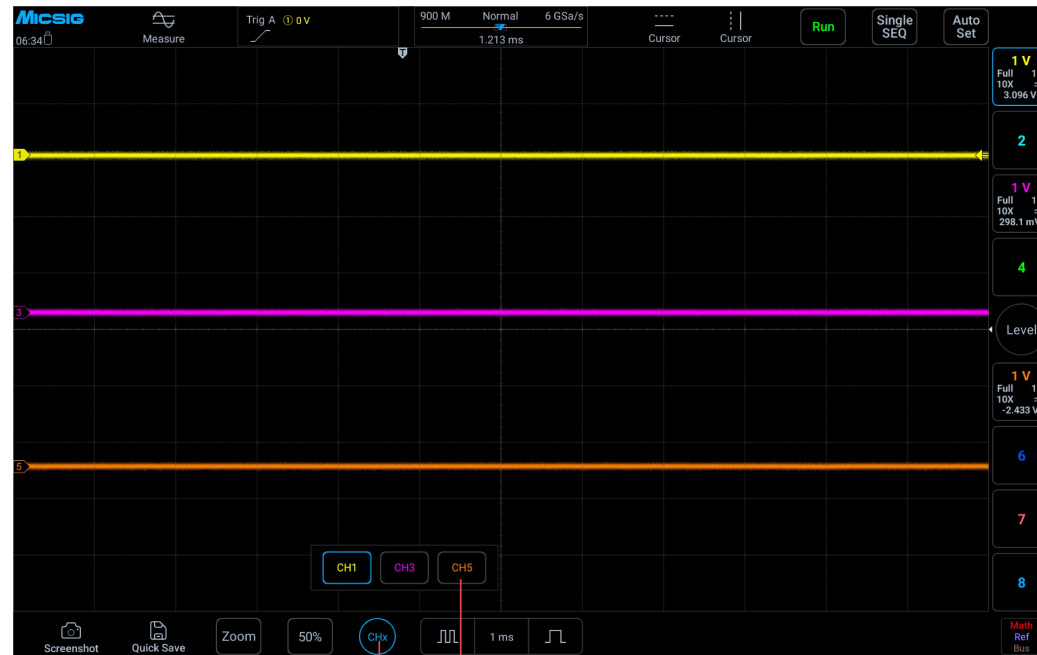 Micsig
06:34
Measure
Trig A ① 0 V
900 M Normal 6 GSa/s
1.213 ms
Cursor
Cursor
Run
Single
SEQ
Auto
Set
T
1 V
Full 1
10X
3.096 V
2
1 V
Full 1
10X
298.1 mV
4
Level
1 V
Full 1
10X
-2.433 V
6
7
8
1
3
5
CH1 CH3 CH5
Screenshot
Quick Save
Zoom
50%
CHx
1 ms
Math
Ref
Bus